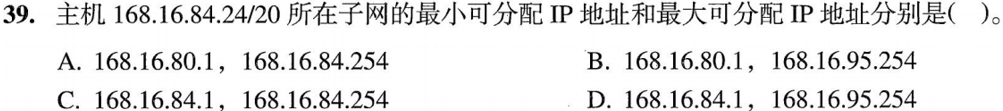 39. 主机 168.16.84.24/20 所在子网的最小可分配 IP 地址和最大可分配 IP 地址分别是(  )。
A. 168.16.80.1，168.16.84.254  B. 168.16.80.1，168.16.95.254
C. 168.16.84.1，168.16.84.254  D. 168.16.84.1，168.16.95.254